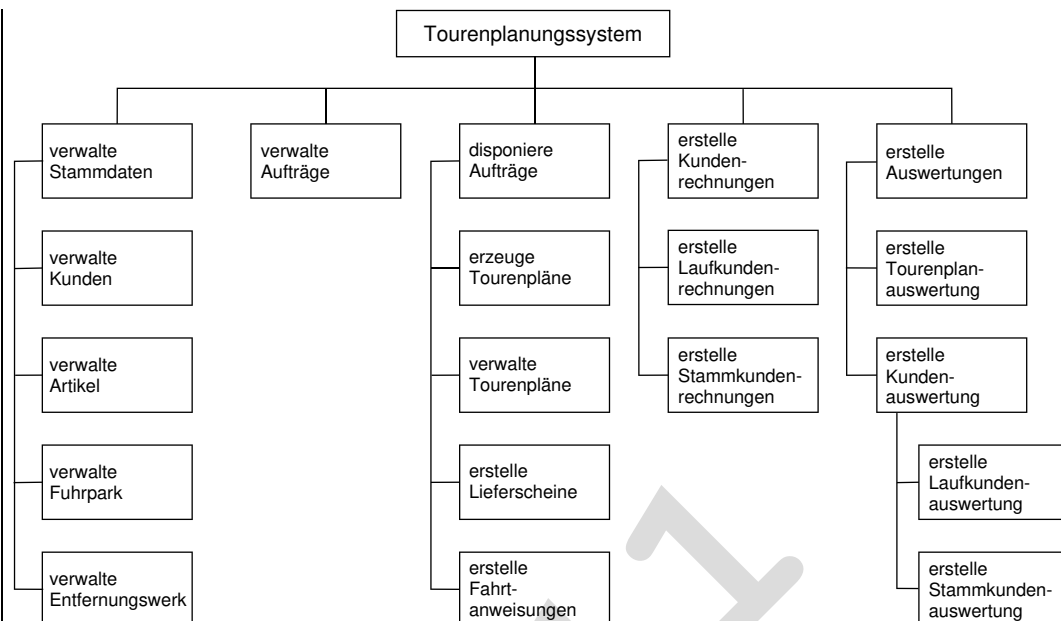 Tourenplanungssystem
verwalte
Stammdaten
verwalte
Kunden
verwalte
Artikel
verwalte
Fuhrpark
verwalte
Entfernungswerk
verwalte
Aufträge
disponiere
Aufträge
erzeuge
Tourenpläne
verwalte
Tourenpläne
erstelle
Lieferscheine
erstelle
Fahrt-
anweisungen
erstelle
Kunden-
rechnungen
erstelle
Laufkunden-
rechnungen
erstelle
Stammkunden-
rechnungen
erstelle
Auswertungen
erstelle
Tourenplan-
auswertung
erstelle
Kunden-
auswertung
erstelle
Laufkunden-
auswertung
erstelle
Stammkunden-
auswertung